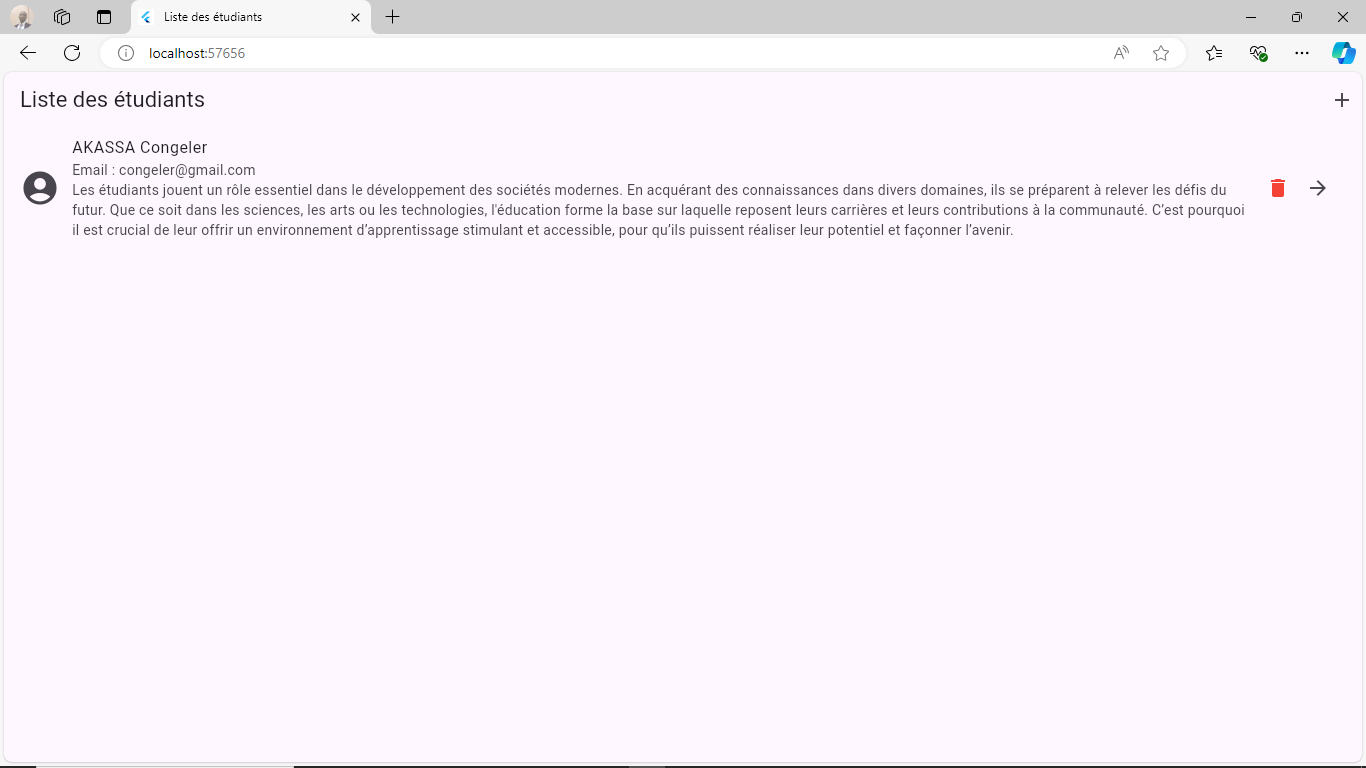 Liste des étudiants
localhost:57656
Liste des étudiants
AKASSA Congeler
Email : congeler@gmail.com
Les étudiants jouent un rôle essentiel dans le développement des sociétés modernes. En acquérant des connaissances dans divers domaines, ils se préparent à relever les défis du
futur. Que ce soit dans les sciences, les arts ou les technologies, l'éducation forme la base sur laquelle reposent leurs carrières et leurs contributions à la communauté. C’est pourquoi
il est crucial de leur offrir un environnement d’apprentissage stimulant et accessible, pour qu’ils puissent réaliser leur potentiel et façonner l’avenir.